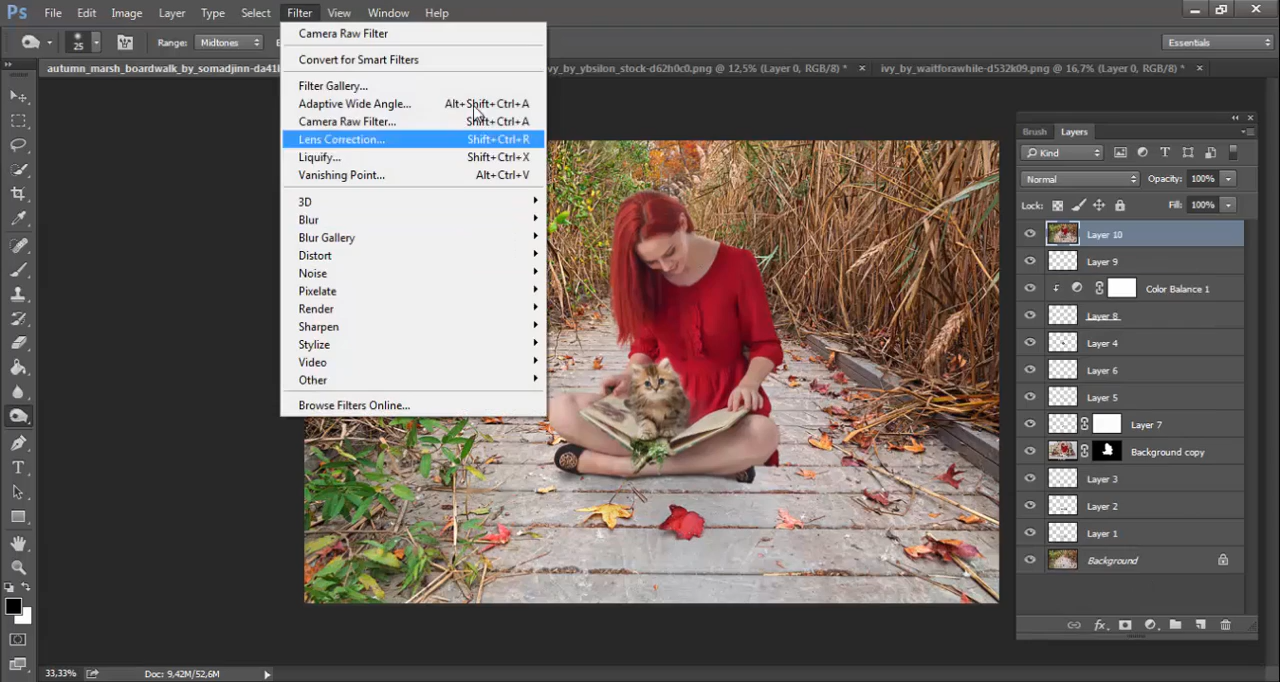 Ps File Edit Image Layer Type Select Filter View Window Help
25 Range: Midtones Essentials
autumn_marsh_boardwalk_by_somadjinn-da41 vy_by_ybsilon_stock-d62h0c0.png @ 12,5% (Layer 0, RGB/8) * ivy_by_waitforawhile-d532k09.png @ 16,7% (Layer 0, RGB/8) *
Camera Raw Filter
Convert for Smart Filters
Filter Gallery...
Adaptive Wide Angle... Alt+Shift+Ctrl+A
Camera Raw Filter... Shift+Ctrl+A
Lens Correction... Shift+Ctrl+R
Liquify... Shift+Ctrl+X
Vanishing Point... Alt+Ctrl+V
3D
Blur
Blur Gallery
Distort
Noise
Pixelate
Render
Sharpen
Stylize
Video
Other
Browse Filters Online...
Brush Layers
Kind
Normal Opacity: 100%
Lock: Fill: 100%
Layer 10
Layer 9
Color Balance 1
Layer 8
Layer 4
Layer 6
Layer 5
Layer 7
Background copy
Layer 3
Layer 2
Layer 1
Background
fx
33,33% Doc: 9,42M/52,6M